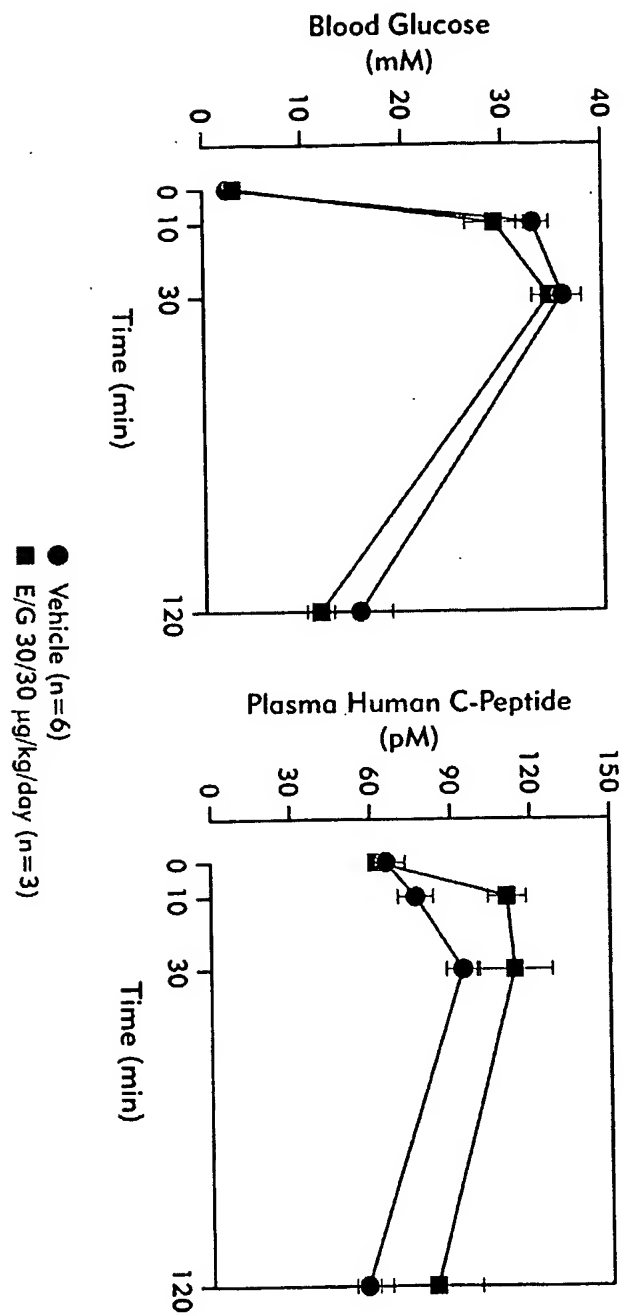 Blood Glucose
(mM)
40
30
20
10
0
0 10 30 120
Time (min)
Plasma Human C-Peptide
(pM)
150
120
90
60
30
0
0 10 30 120
Time (min)
● Vehicle (n=6)
■ E/G 30/30 µg/kg/day (n=3)